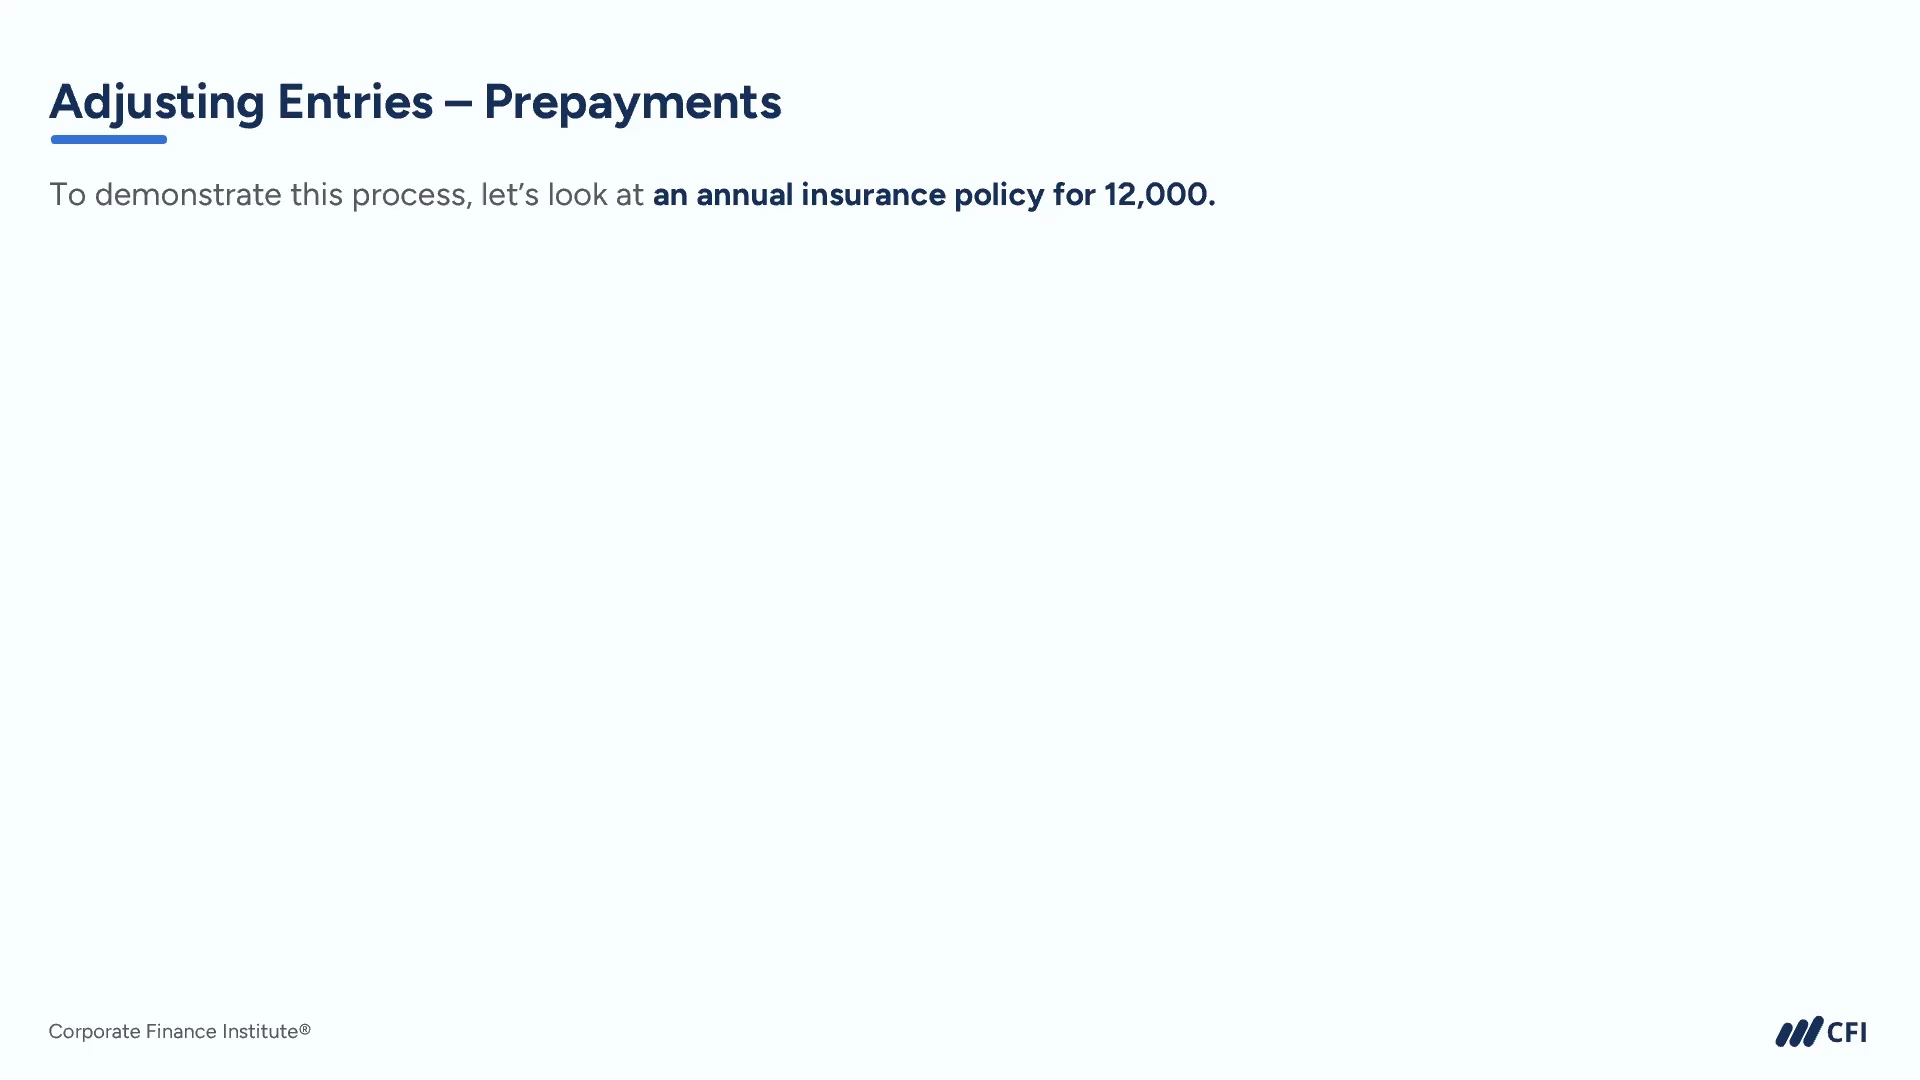 Adjusting Entries – Prepayments
To demonstrate this process, let’s look at an annual insurance policy for 12,000.
Corporate Finance Institute®
CFI